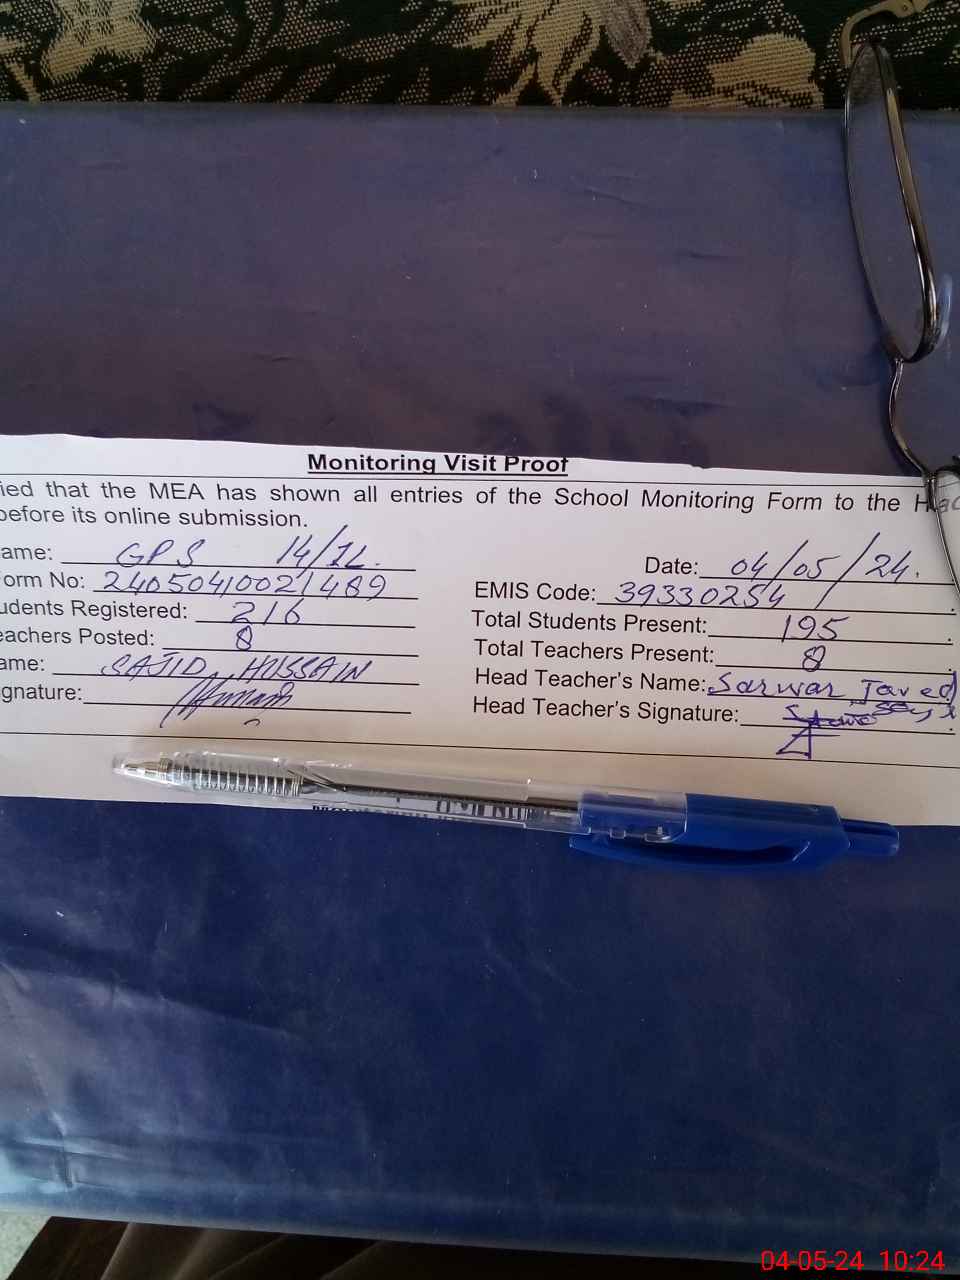 Monitoring Visit Proof
ied that the MEA has shown all entries of the School Monitoring Form to the Head
before its online submission.
ame: GPS 14/1L. Date: 04/05/24.
orm No: 24050410021489 EMIS Code: 39330254
udents Registered: 216 Total Students Present: 195
eachers Posted: 8 Total Teachers Present: 8
ame: SAJID HUSSAIN Head Teacher's Name: Sarwar Javed
gnature: Head Teacher's Signature:
04-05-24 10:24